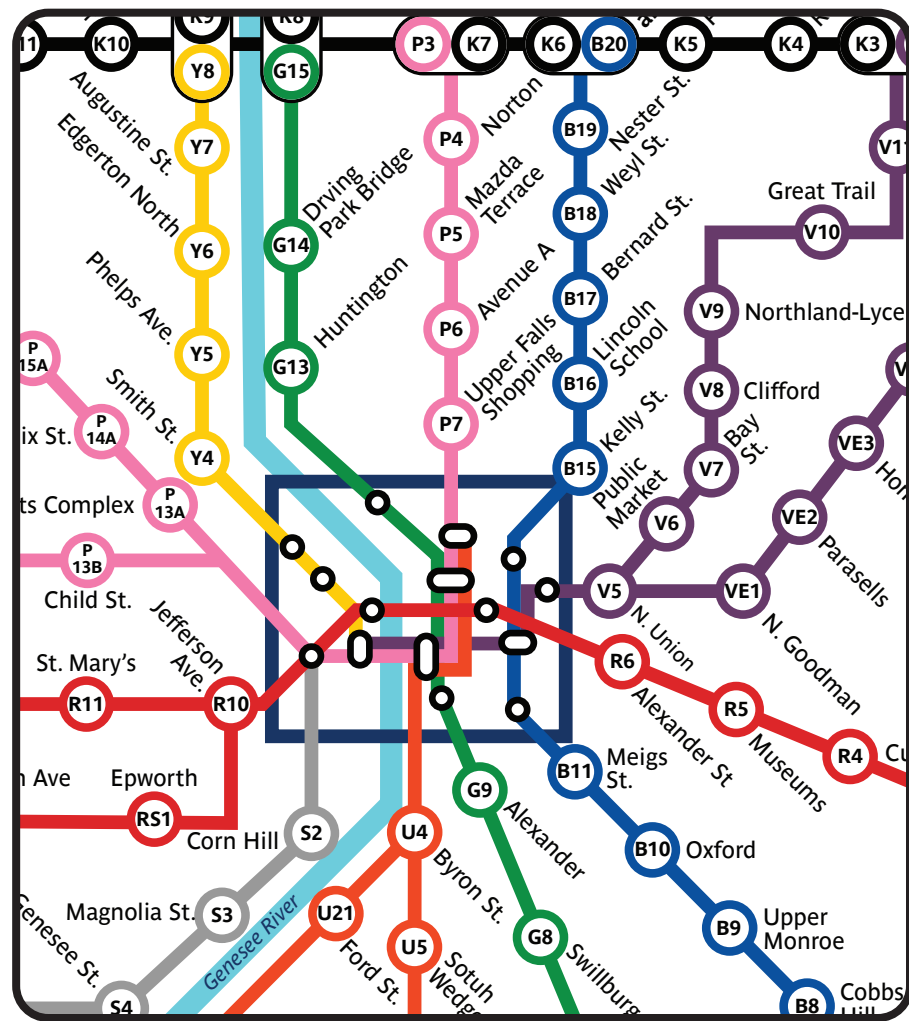 K10
K9
K8
P3
K7
K6
B20
K5
K4
K3
Y8
G15
Augustine St.
Y7
P4
Norton
B19
Nester St.
V11
Edgerton North
Y6
G14
Drving
Park Bridge
P5
Mazda
Terrace
B18
Weyl St.
Great Trail
V10
Phelps Ave.
Y5
G13
Huntington
P6
Avenue A
B17
Bernard St.
V9
Northland-Lyce
P
15A
P
14A
ix St.
Smith St.
Y4
P7
Upper Falls
Shopping
B16
Lincoln
School
V8
Clifford
VE3
Hon
P
13A
ts Complex
B15
Kelly St.
V7
Bay
St.
V6
Public
Market
VE2
Parasells
P
13B
Child St.
V5
N. Union
VE1
N. Goodman
Jefferson
Ave.
St. Mary's
R11
R10
R6
Alexander St
R5
Museums
R4
Cu
n Ave
Epworth
RS1
Corn Hill
S2
U4
Byron St.
G9
Alexander
B11
Meigs
St.
B10
Oxford
Magnolia St.
S3
Genesee River
U21
Ford St.
U5
Sotuh
Wedge
G8
Swillburg
B9
Upper
Monroe
Genesee St.
S4
B8
Cobbs
Hill